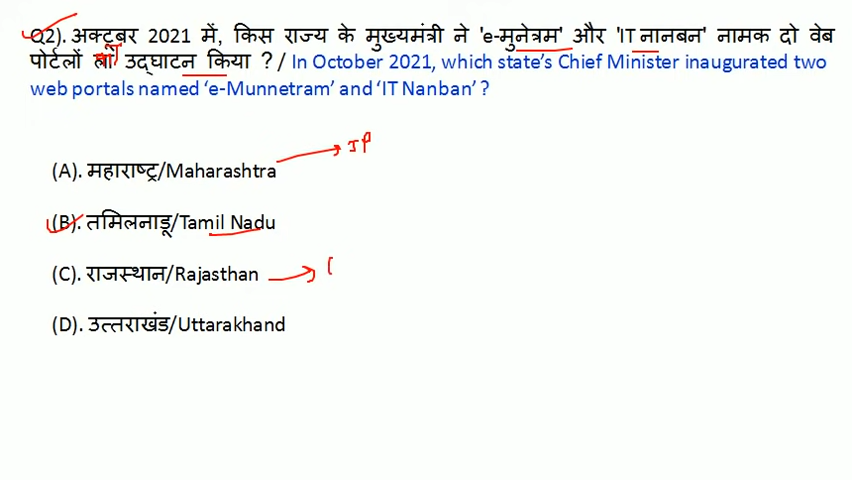 Q2). अक्टूबर 2021 में, किस राज्य के मुख्यमंत्री ने 'e-मुनेत्रम' और 'IT नानबन' नामक दो वेब
पोर्टलों उद्घाटन किया ? / In October 2021, which state's Chief Minister inaugurated two
web portals named 'e-Munnetram' and 'IT Nanban' ?
(A). महाराष्ट्र/Maharashtra
(B). तमिलनाडू/Tamil Nadu
(C). राजस्थान/Rajasthan
(D). उत्तराखंड/Uttarakhand